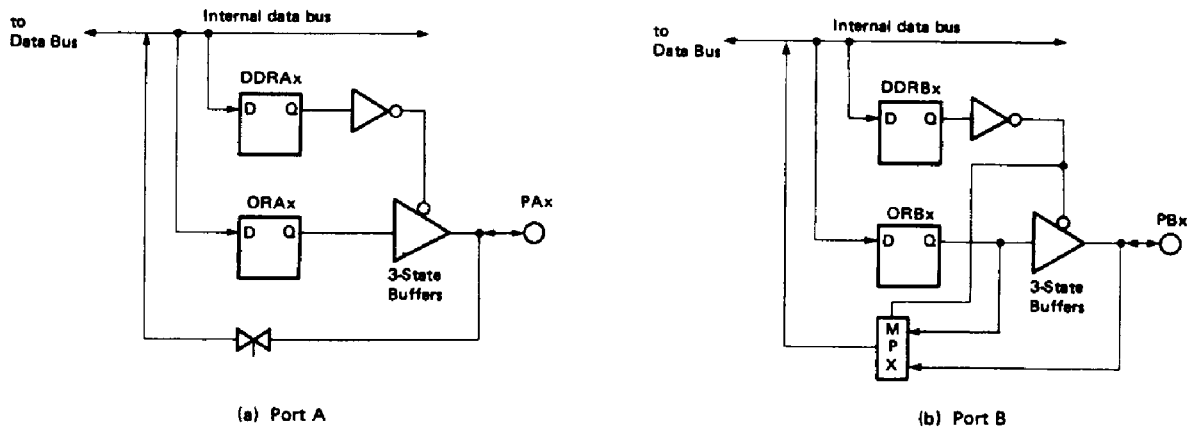 to
Data Bus
Internal data bus
DDRAx
D Q
ORAx
D Q
PAx
3-State
Buffers
(a) Port A
to
Data Bus
Internal data bus
DDRBx
D Q
ORBx
D Q
PBx
3-State
Buffers
M
P
X
(b) Port B